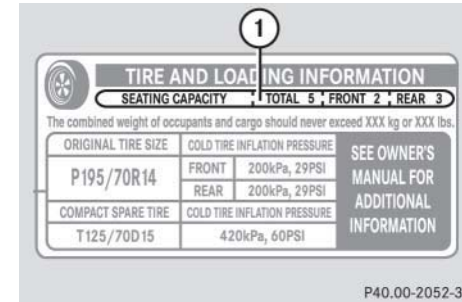 1
TIRE AND LOADING INFORMATION
SEATING CAPACITY TOTAL 5 FRONT 2 REAR 3
The combined weight of occupants and cargo should never exceed XXX kg or XXX lbs.
ORIGINAL TIRE SIZE COLD TIRE INFLATION PRESSURE SEE OWNER'S MANUAL FOR ADDITIONAL INFORMATION
P195/70R14 FRONT 200kPa, 29PSI
REAR 200kPa, 29PSI
COMPACT SPARE TIRE COLD TIRE INFLATION PRESSURE
T125/70D15 420kPa, 60PSI
P40.00-2052-3